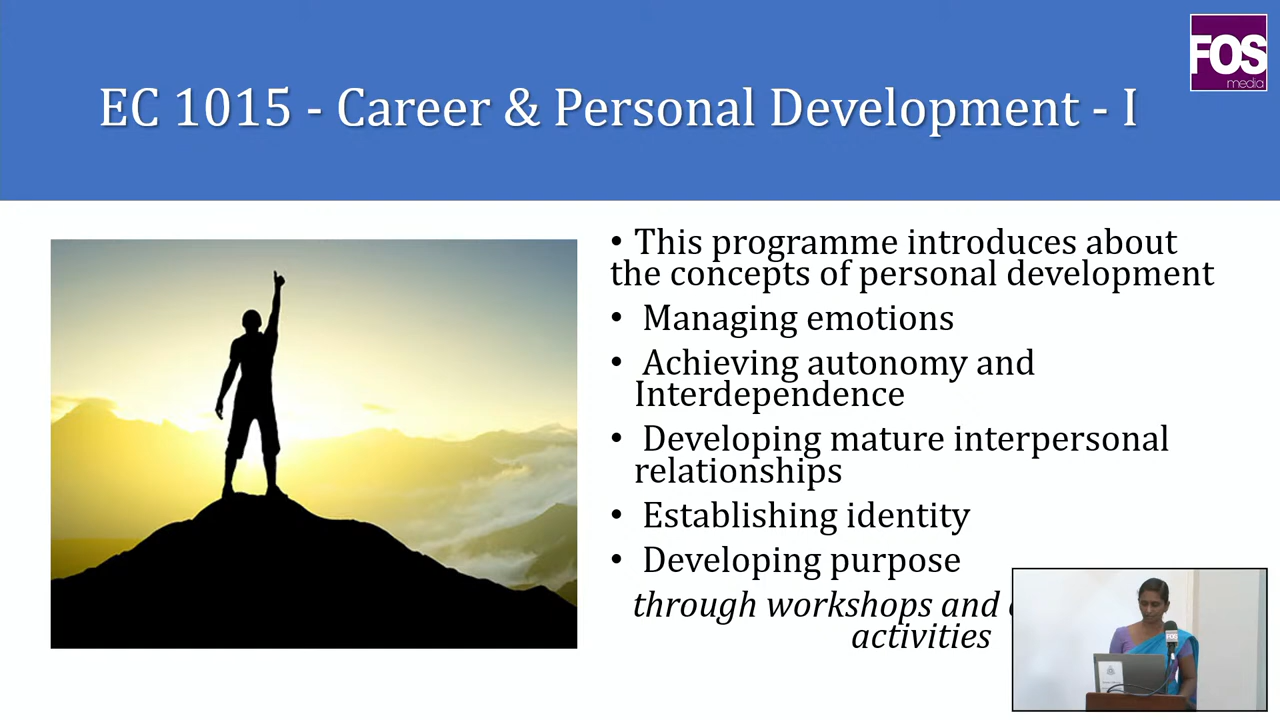 FOS
media
EC 1015 - Career & Personal Development - I
• This programme introduces about
the concepts of personal development
• Managing emotions
• Achieving autonomy and
Interdependence
• Developing mature interpersonal
relationships
• Establishing identity
• Developing purpose
through workshops and
activities
FOS